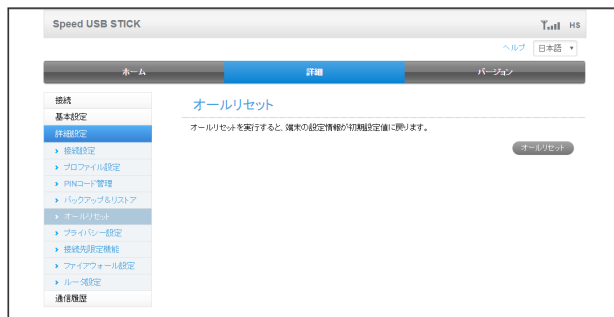 Speed USB STICK
HS
ヘルプ 日本語
ホーム 詳細 バージョン
接続
基本設定
詳細設定
接続設定
プロファイル設定
PINコード管理
バックアップ&リストア
オールリセット
プライバシー設定
接続先限定機能
ファイアウォール設定
ルータ設定
通信履歴
オールリセット
オールリセットを実行すると、端末の設定情報が初期設定値に戻ります。
オールリセット